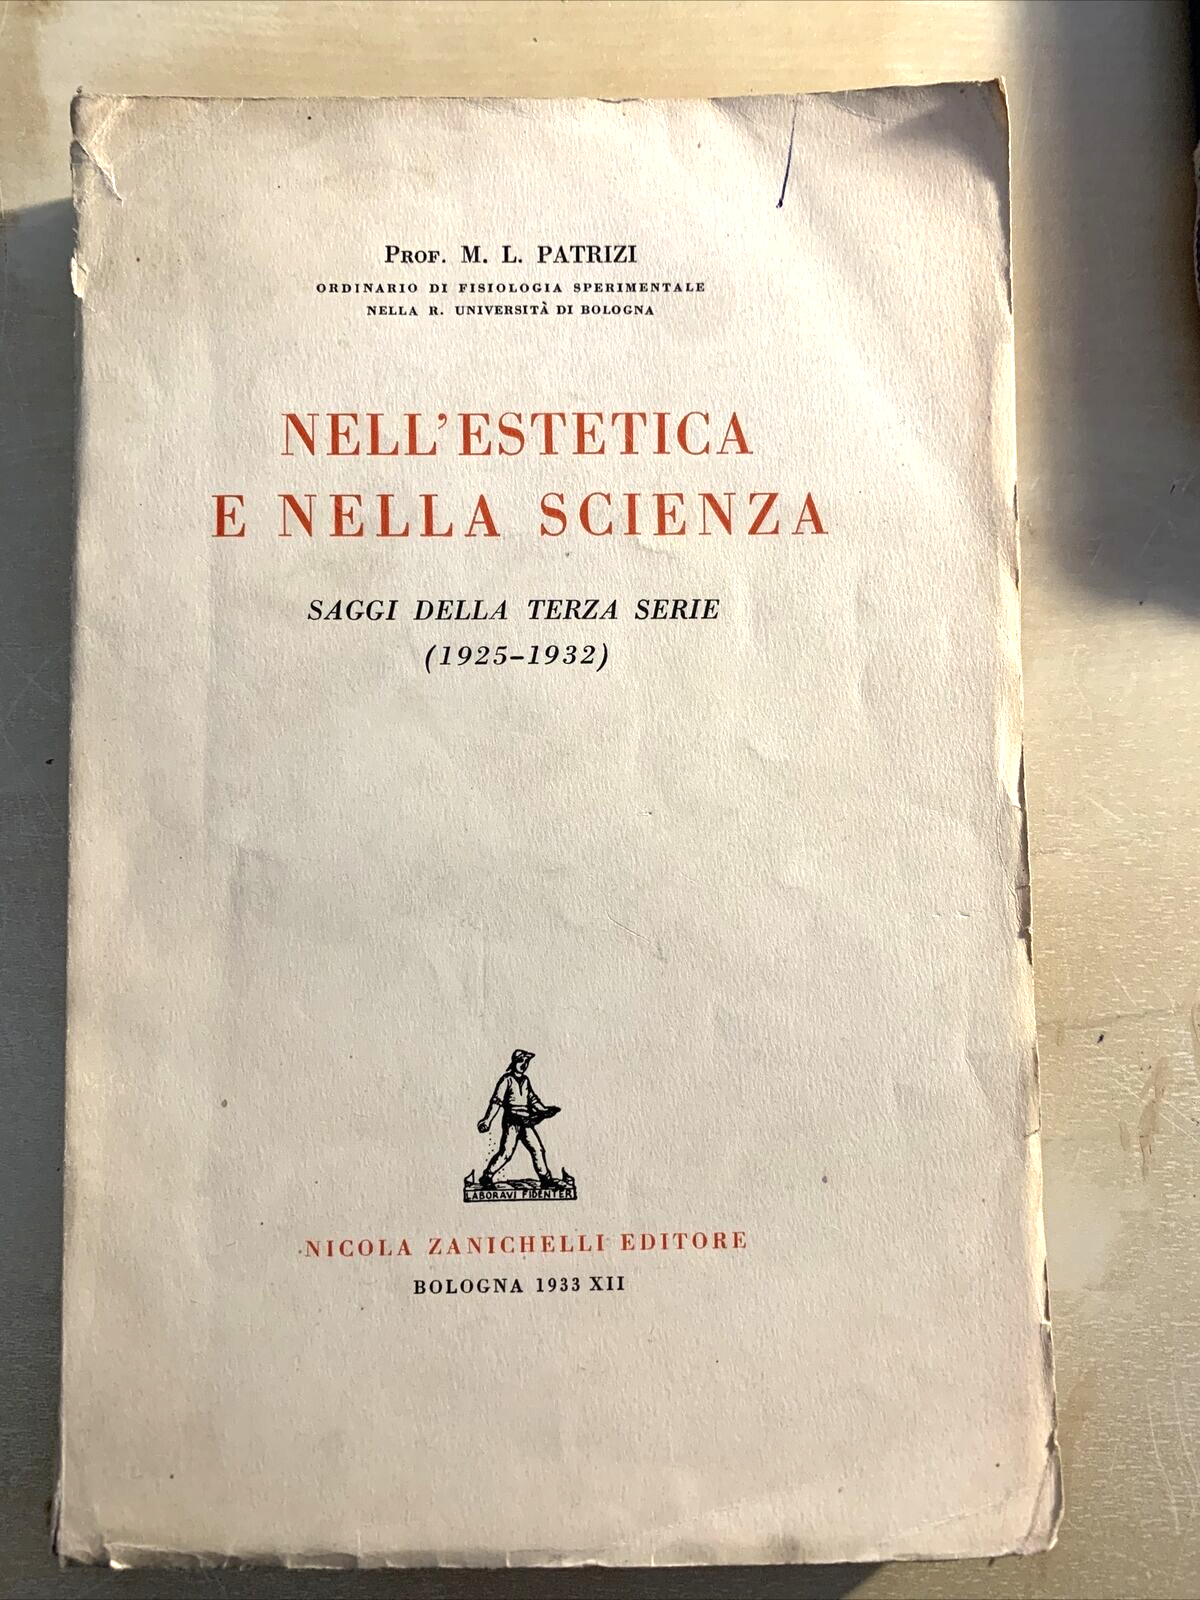 Prof. M. L. PATRIZI
ORDINARIO DI FISIOLOGIA SPERIMENTALE
NELLA R. UNIVERSITÀ DI BOLOGNA
NELL'ESTETICA
E NELLA SCIENZA
SAGGI DELLA TERZA SERIE
(1925-1932)
LABORAVI FIDENTER
NICOLA ZANICHELLI EDITORE
BOLOGNA 1933 XII